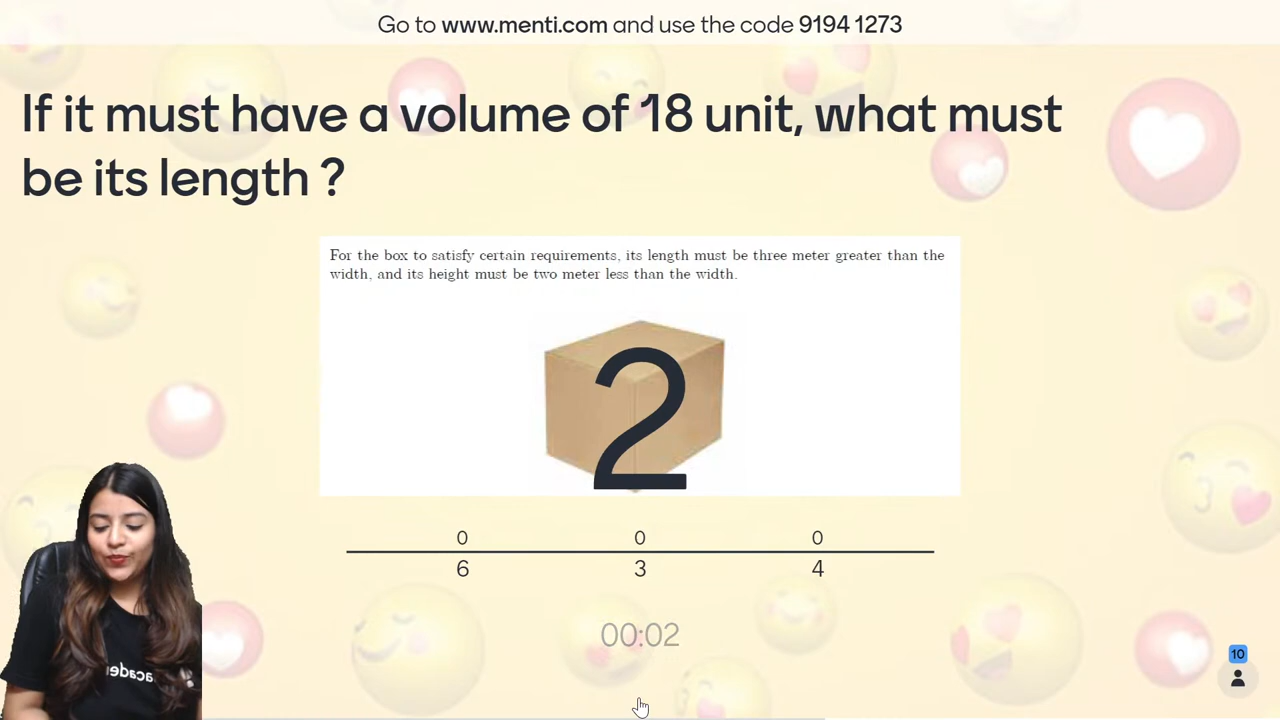 Go to www.menti.com and use the code 9194 1273
If it must have a volume of 18 unit, what must
be its length ?
For the box to satisfy certain requirements, its length must be three meter greater than the
width, and its height must be two meter less than the width.
2
0 0 0
6 3 4
00:02
10